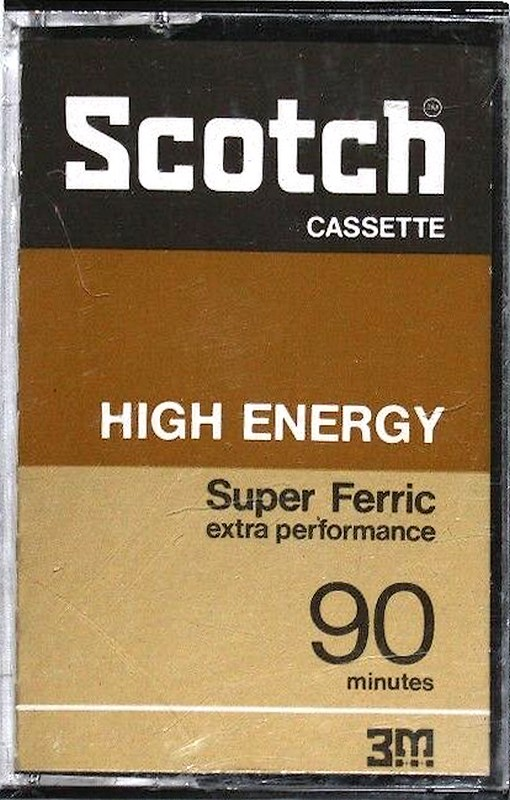 Scotch®
CASSETTE
HIGH ENERGY
Super Ferric
extra performance
90
minutes
3M